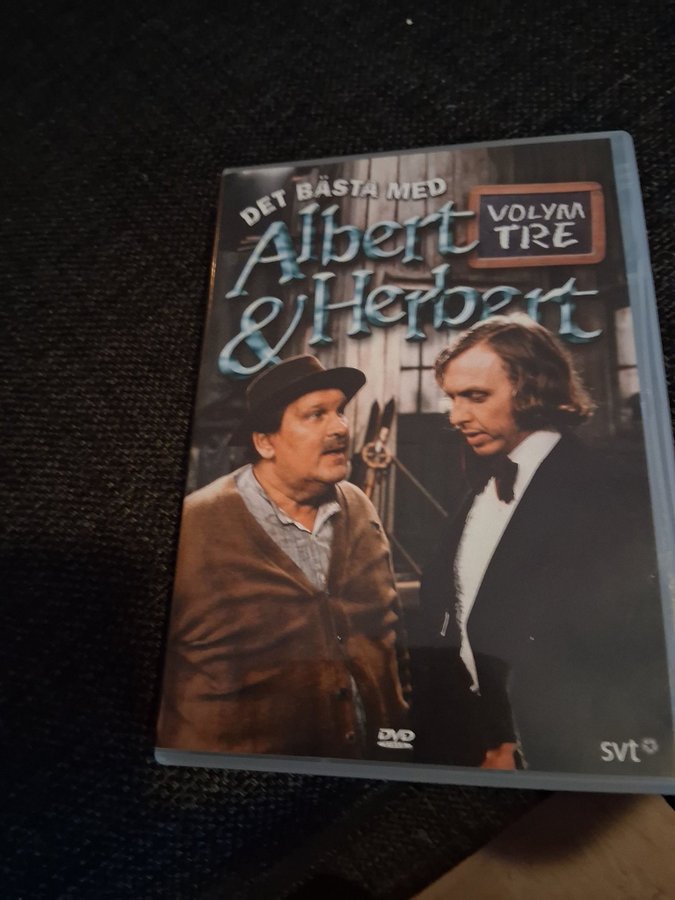 DET BÄSTA MED
Albert
& Herbert
VOLYM
TRE
DVD
svt